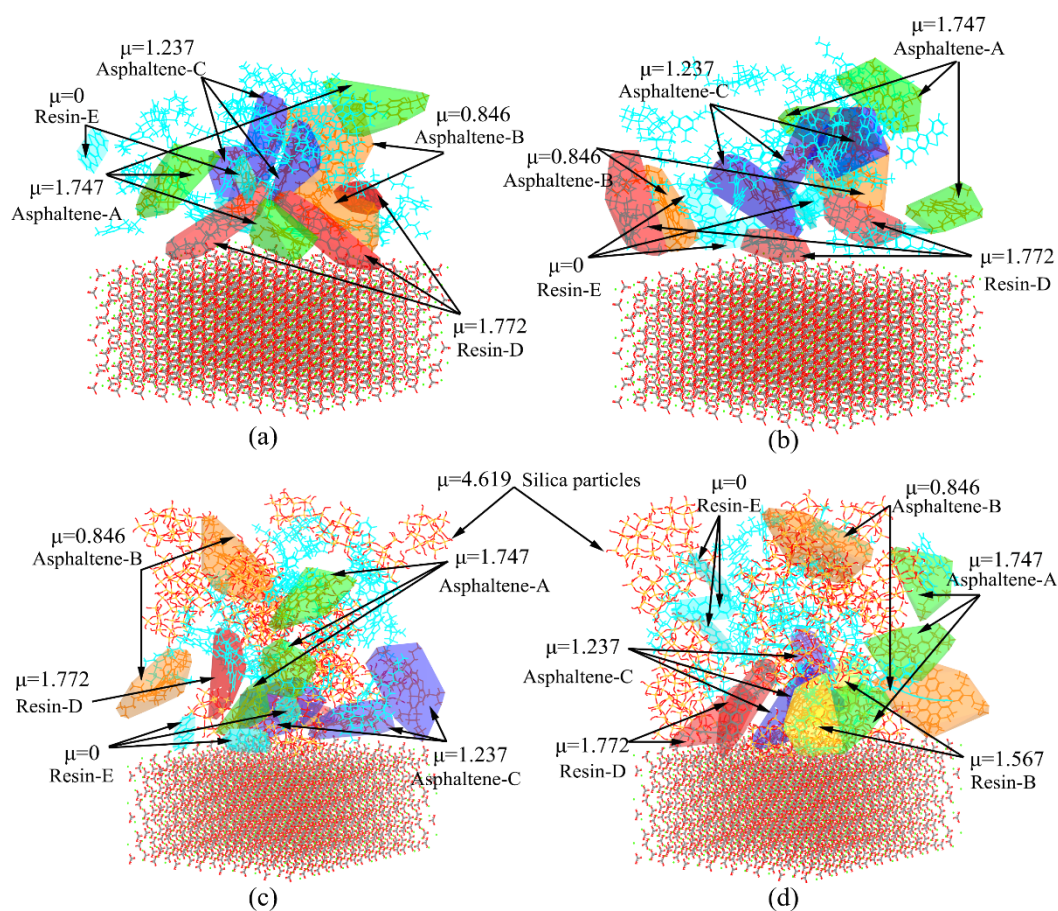 μ=1.237
Asphaltene-C
μ=0
Resin-E
μ=0.846
Asphaltene-B
μ=1.747
Asphaltene-A
μ=1.772
Resin-D
(a)
μ=1.747
Asphaltene-A
μ=1.237
Asphaltene-C
μ=0.846
Asphaltene-B
μ=0
Resin-E
μ=1.772
Resin-D
(b)
μ=4.619 Silica particles
μ=0.846
Asphaltene-B
μ=1.747
Asphaltene-A
μ=1.772
Resin-D
μ=0
Resin-E
μ=1.237
Asphaltene-C
(c)
μ=0
Resin-E
μ=0.846
Asphaltene-B
μ=1.747
Asphaltene-A
μ=1.237
Asphaltene-C
μ=1.772
Resin-D
μ=1.567
Resin-B
(d)